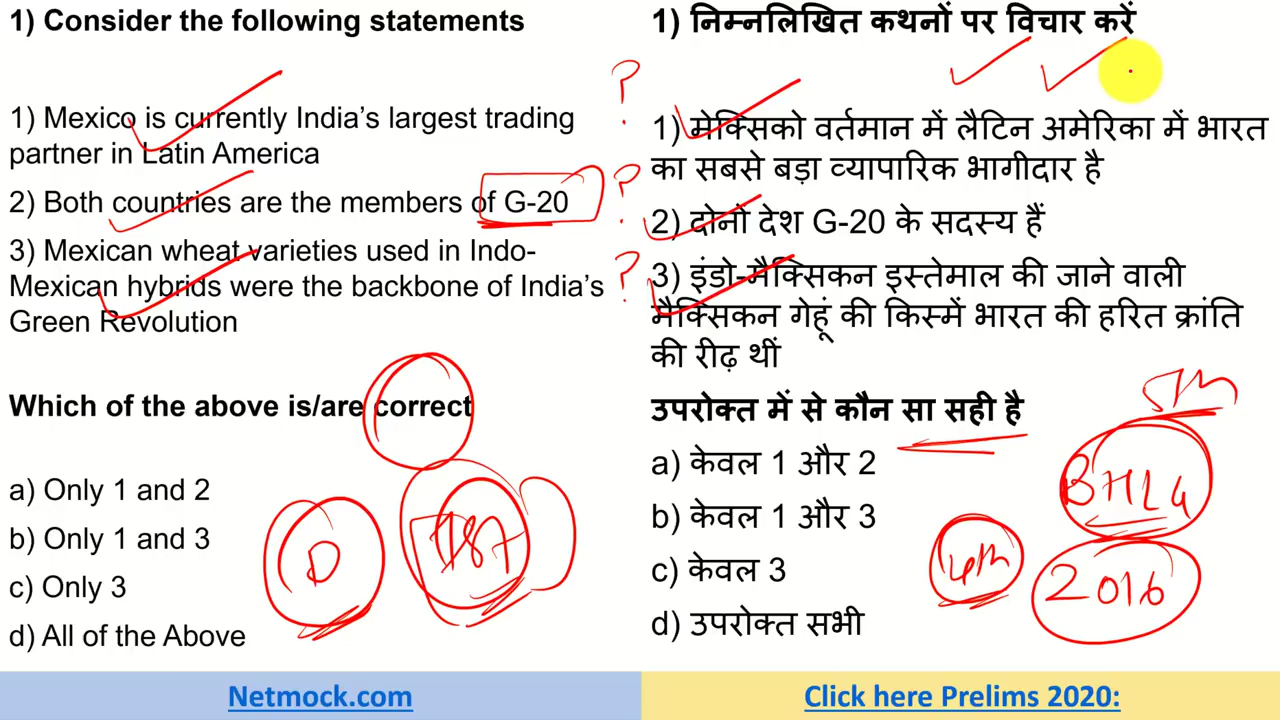 1) Consider the following statements
1) Mexico is currently India's largest trading
partner in Latin America
2) Both countries are the members of G-20
3) Mexican wheat varieties used in Indo-
Mexican hybrids were the backbone of India's
Green Revolution
Which of the above is/are correct
a) Only 1 and 2
b) Only 1 and 3
c) Only 3
d) All of the Above
D
1) निम्नलिखित कथनों पर विचार करें
1) मेक्सिको वर्तमान में लैटिन अमेरिका में भारत
का सबसे बड़ा व्यापारिक भागीदार है
2) दोनों देश G-20 के सदस्य हैं
3) इंडो-मैक्सिकन इस्तेमाल की जाने वाली
मैक्सिकन गेहूं की किस्में भारत की हरित क्रांति
की रीढ़ थीं
उपरोक्त में से कौन सा सही है
a) केवल 1 और 2
b) केवल 1 और 3
c) केवल 3
d) उपरोक्त सभी
5th
4th
2016
Netmock.com
Click here Prelims 2020: